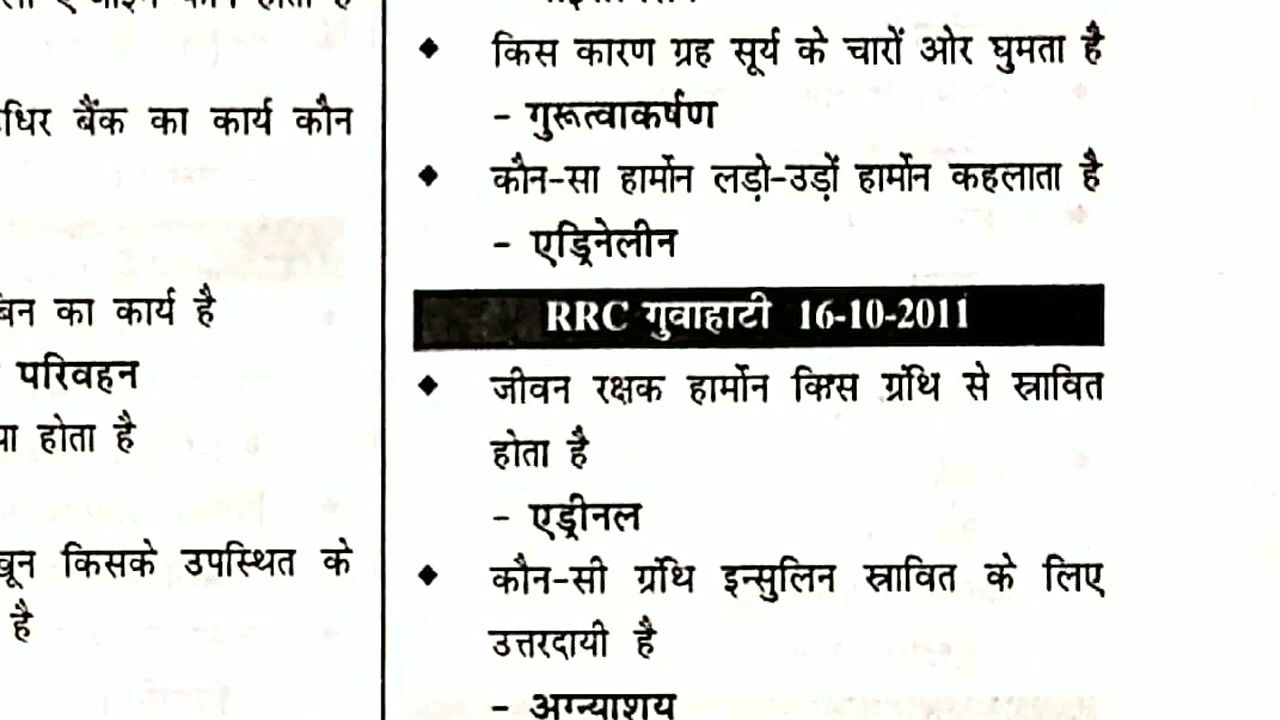 बैंक का कार्य कौन
का कार्य है
परिवहन
होता है
किसके उपस्थित के
है
किस कारण ग्रह सूर्य के चारों ओर घुमता है
- गुरूत्वाकर्षण
कौन-सा हार्मोन लड़ो-उड़ों हार्मोन कहलाता है
- एड्रिनेलीन
RRC गुवाहाटी 16-10-2011
जीवन रक्षक हार्मोन किस ग्रंथि से स्रावित
होता है
- एड्रीनल
कौन-सी ग्रंथि इन्सुलिन स्रावित के लिए
उत्तरदायी है
- अग्न्याशय